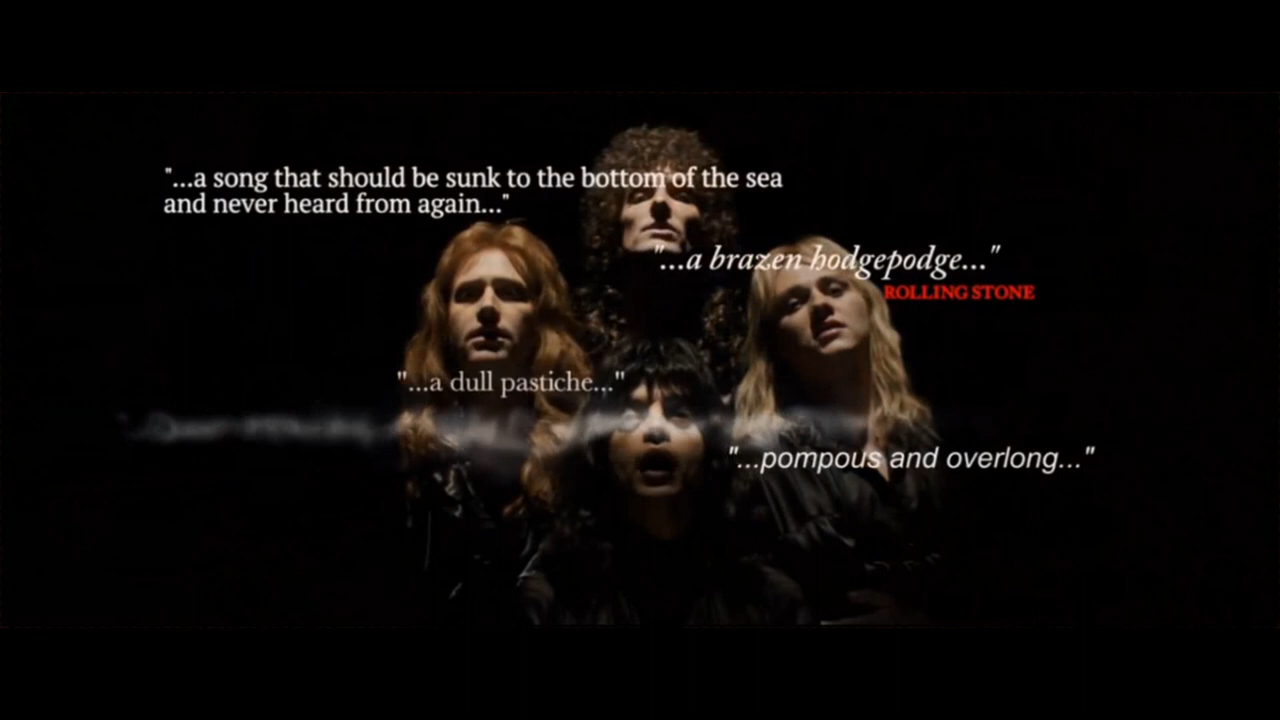 "...a song that should be sunk to the bottom of the sea
and never heard from again..."
"...a brazen hodgepodge..."
ROLLING STONE
"...a dull pastiche..."
"...pompous and overlong..."